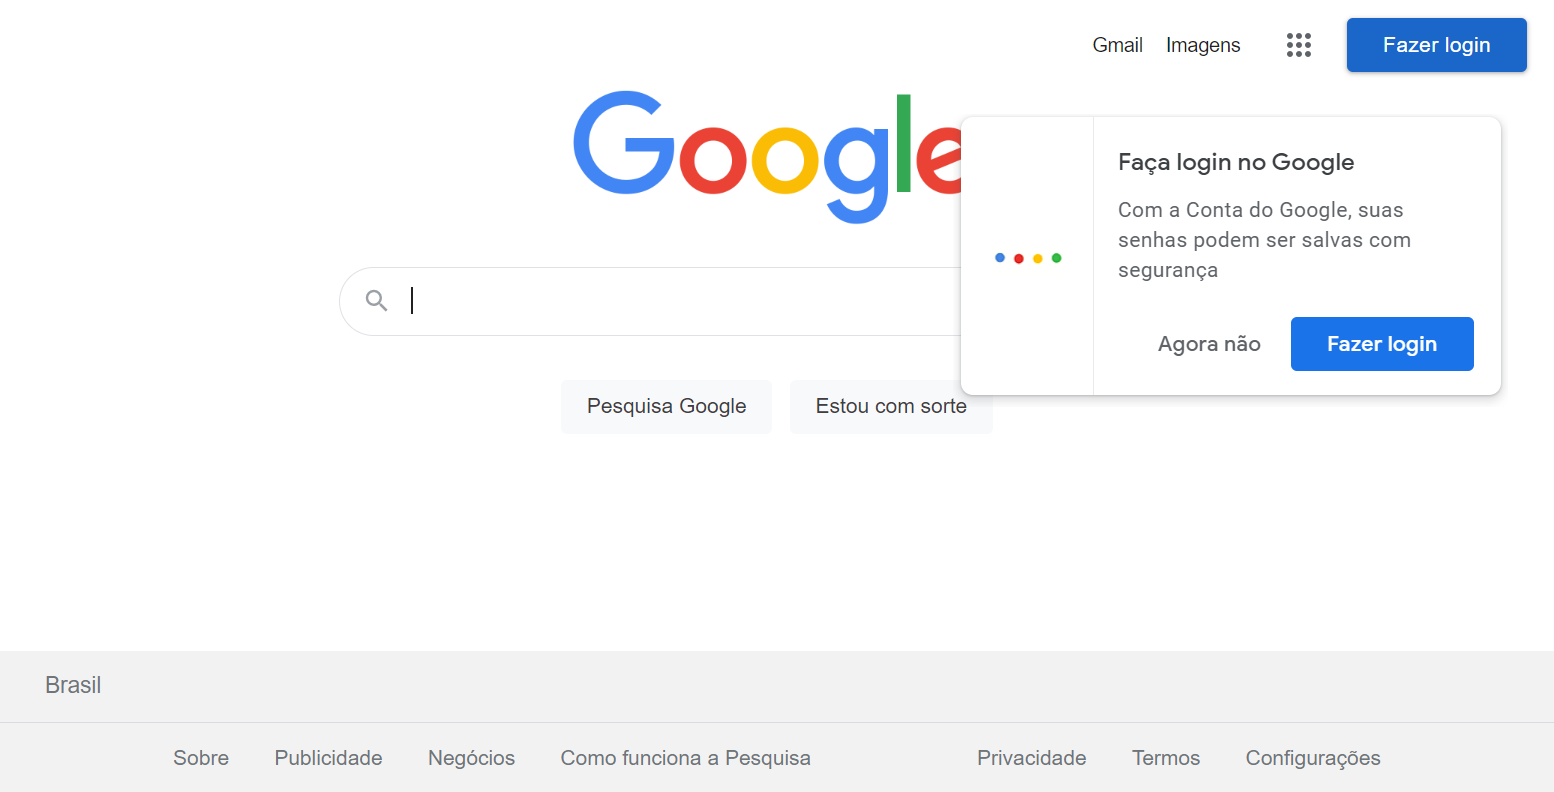 Gmail Imagens Fazer login
Google
Faça login no Google
Com a Conta do Google, suas
senhas podem ser salvas com
segurança
Agora não Fazer login
Pesquisa Google Estou com sorte
Brasil
Sobre Publicidade Negócios Como funciona a Pesquisa Privacidade Termos Configurações